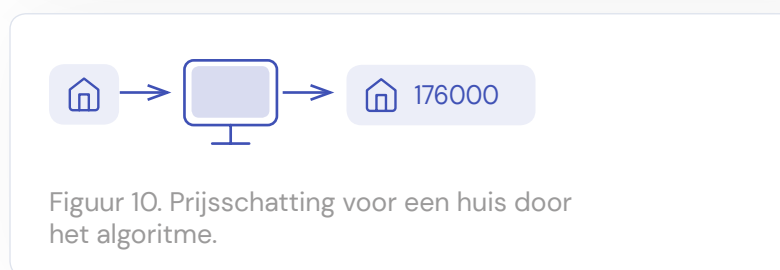 176000
Figuur 10. Prijsschatting voor een huis door
het algoritme.